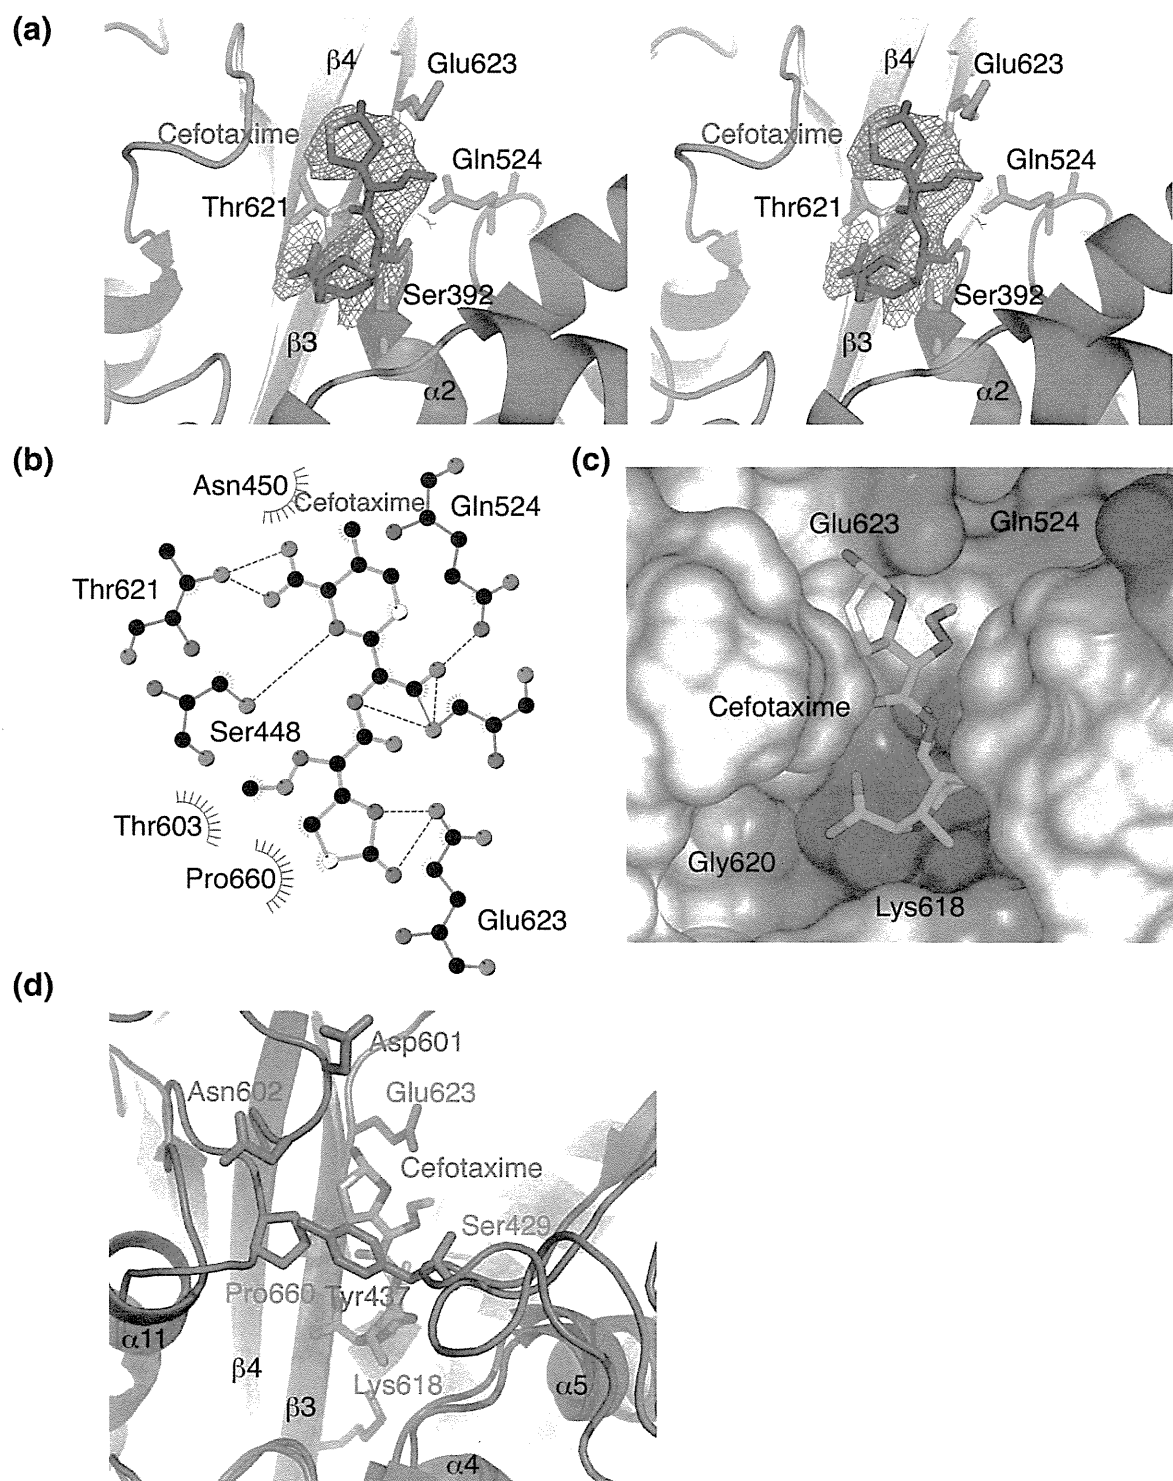 (a)
β4
Glu623
Cefotaxime
Gln524
Thr621
Ser392
β3
α2
β4
Glu623
Cefotaxime
Gln524
Thr621
Ser392
β3
α2
(b)
Asn450
Cefotaxime
Gln524
Thr621
Ser448
Thr603
Pro660
Glu623
(c)
Glu623
Gln524
Cefotaxime
Gly620
Lys618
(d)
Asp601
Asn602
Glu623
Cefotaxime
Ser429
Pro660
Tyr437
α11
β4
Lys618
α5
β3
α4